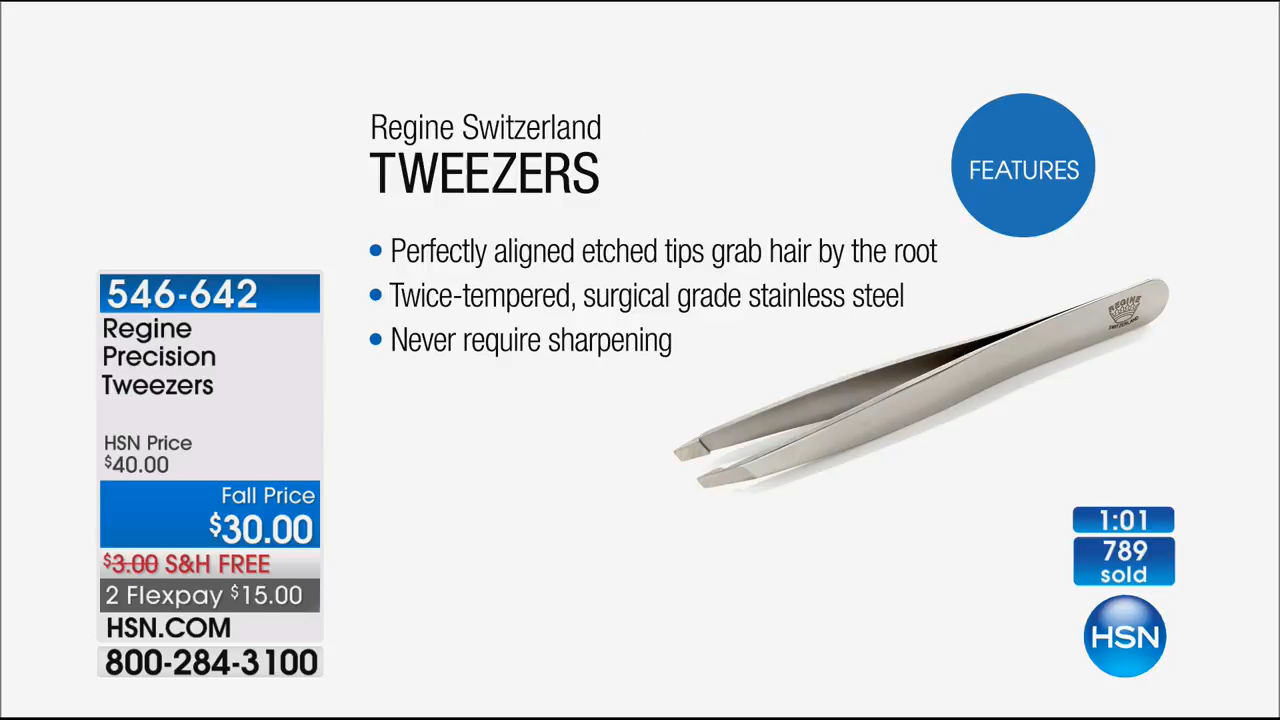 Regine Switzerland
TWEEZERS
FEATURES
• Perfectly aligned etched tips grab hair by the root
• Twice-tempered, surgical grade stainless steel
• Never require sharpening
REGINE
SWITZERLAND
546-642
Regine
Precision
Tweezers
HSN Price
$40.00
Fall Price
$30.00
$3.00 S&H FREE
2 Flexpay $15.00
HSN.COM
800-284-3100
1:01
789
sold
HSN